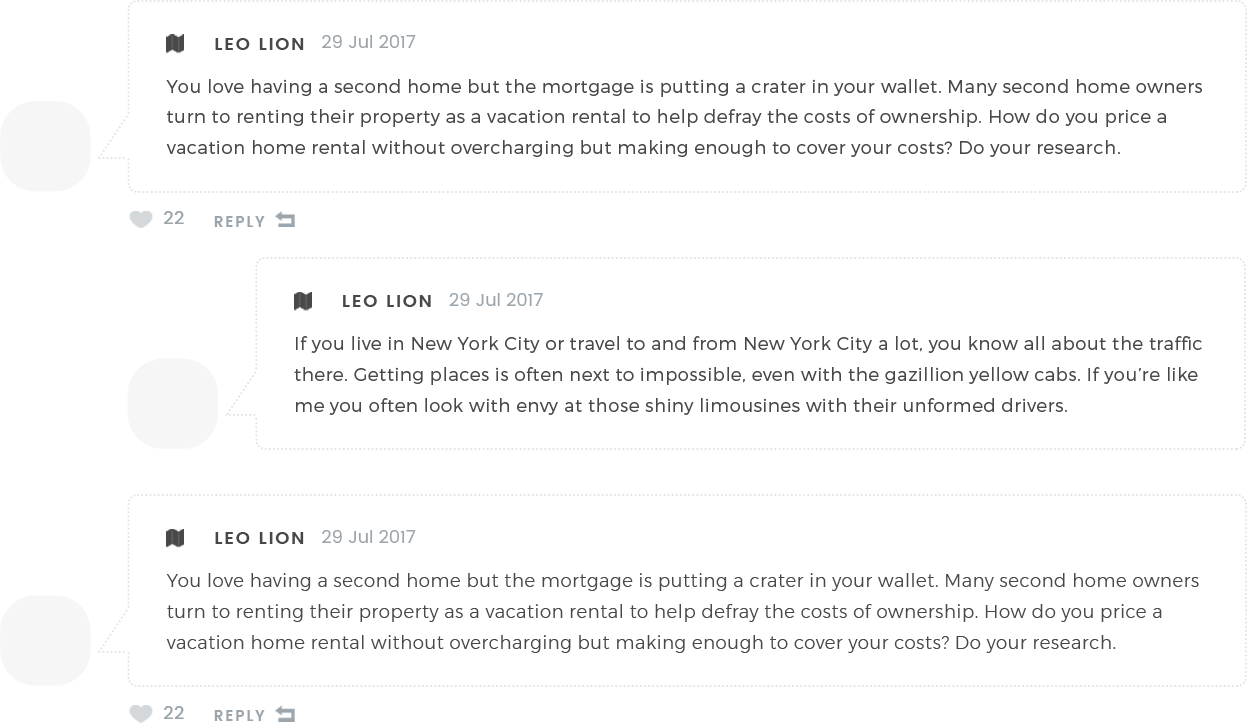 LEO LION 29 Jul 2017
You love having a second home but the mortgage is putting a crater in your wallet. Many second home owners
turn to renting their property as a vacation rental to help defray the costs of ownership. How do you price a
vacation home rental without overcharging but making enough to cover your costs? Do your research.
22 REPLY
LEO LION 29 Jul 2017
If you live in New York City or travel to and from New York City a lot, you know all about the traffic
there. Getting places is often next to impossible, even with the gazillion yellow cabs. If you’re like
me you often look with envy at those shiny limousines with their unformed drivers.
LEO LION 29 Jul 2017
You love having a second home but the mortgage is putting a crater in your wallet. Many second home owners
turn to renting their property as a vacation rental to help defray the costs of ownership. How do you price a
vacation home rental without overcharging but making enough to cover your costs? Do your research.
22 REPLY